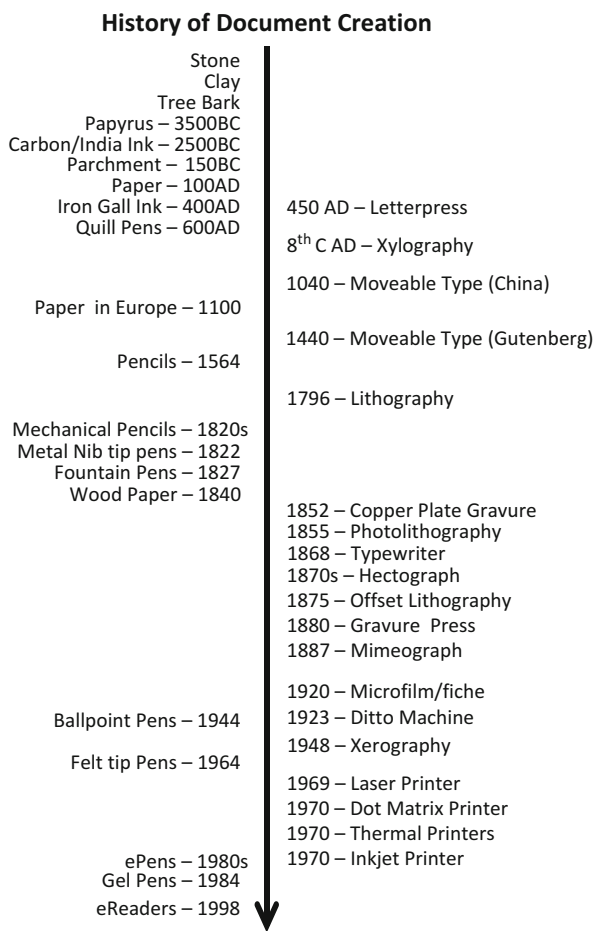 History of Document Creation
Stone
Clay
Tree Bark
Papyrus – 3500BC
Carbon/India Ink – 2500BC
Parchment – 150BC
Paper – 100AD
Iron Gall Ink – 400AD
Quill Pens – 600AD
Paper in Europe – 1100
Pencils – 1564
Mechanical Pencils – 1820s
Metal Nib tip pens – 1822
Fountain Pens – 1827
Wood Paper – 1840
Ballpoint Pens – 1944
Felt tip Pens – 1964
ePens – 1980s
Gel Pens – 1984
eReaders – 1998
450 AD – Letterpress
8th C AD – Xylography
1040 – Moveable Type (China)
1440 – Moveable Type (Gutenberg)
1796 – Lithography
1852 – Copper Plate Gravure
1855 – Photolithography
1868 – Typewriter
1870s – Hectograph
1875 – Offset Lithography
1880 – Gravure Press
1887 – Mimeograph
1920 – Microfilm/fiche
1923 – Ditto Machine
1948 – Xerography
1969 – Laser Printer
1970 – Dot Matrix Printer
1970 – Thermal Printers
1970 – Inkjet Printer